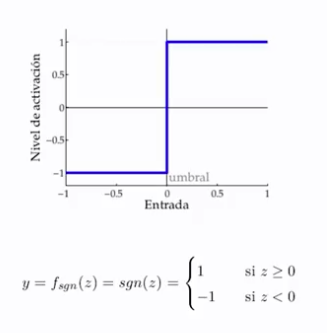 Nivel de activación
1
0.5
0
−0.5
−1
umbral
−1 −0.5 0 0.5 1
Entrada
y = f_sgn(z) = sgn(z) = { 1 si z ≥ 0
−1 si z < 0